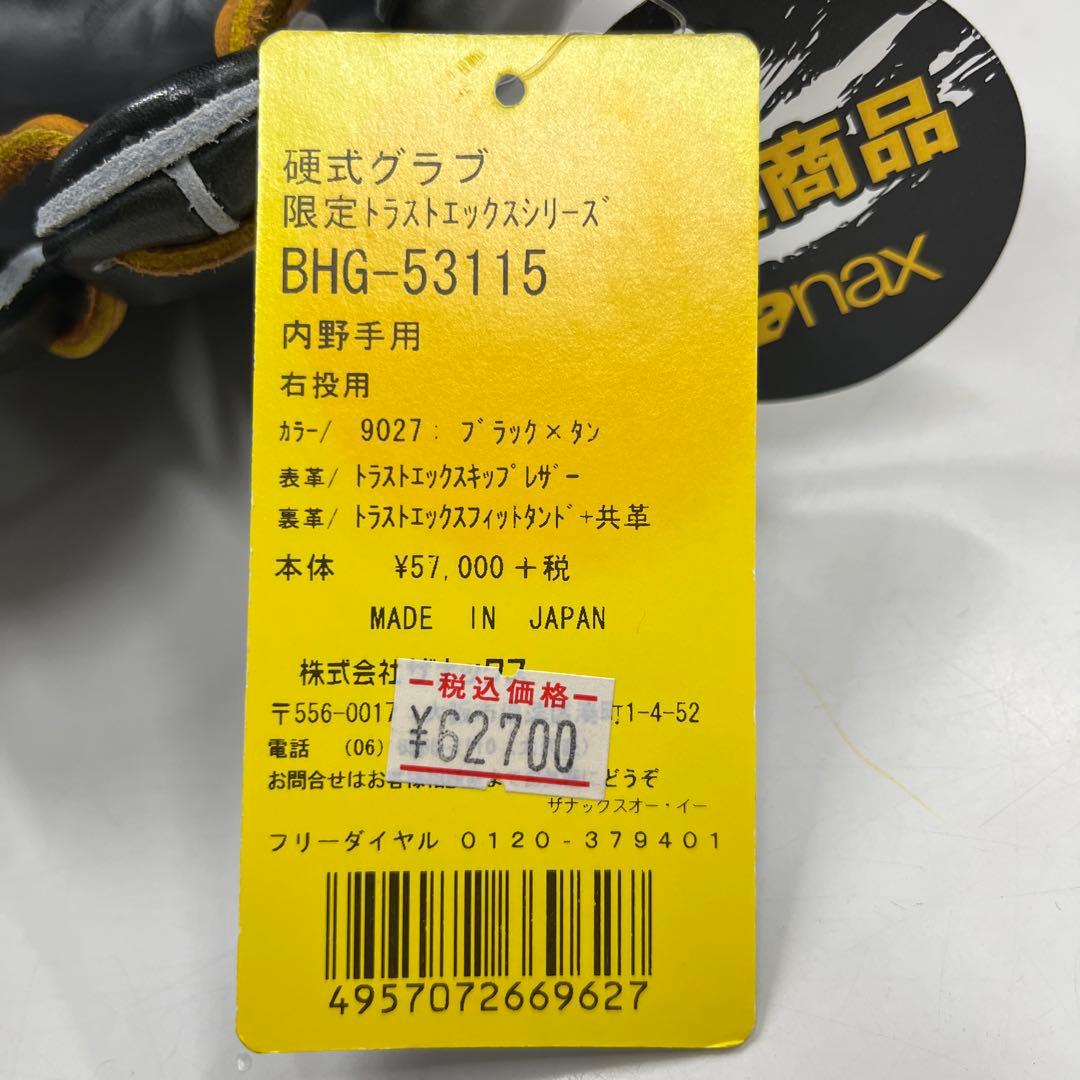 硬式グラブ
限定ﾄﾗｽﾄｴｯｸｽｼﾘｰｽﾞ
BHG-53115
内野手用
右投用
ｶﾗｰ/ 9027: ﾌﾞﾗｯｸ×ﾀﾝ
表革/ ﾄﾗｽﾄｴｯｸｽｷｯﾌﾟﾚｻﾞｰ
裏革/ ﾄﾗｽﾄｴｯｸｽﾌｨｯﾄﾀﾝﾄﾞ+共革
本体 ¥57,000+税
MADE IN JAPAN
株式会社
税込価格
〒556-0017 町1-4-52
¥62700
電話 (06)
お問合せはお客様 どうぞ
ザナックスオー・イー
フリーダイヤル 0120-379401
4957072669627
商品
nax